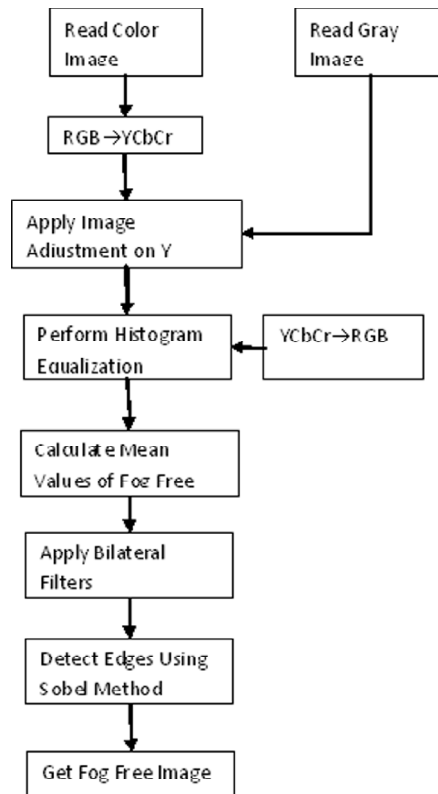 Read Color
Image
Read Gray
Image
RGB→YCbCr
Apply Image
Adjustment on Y
Perform Histogram
Equalization
YCbCr→RGB
Calculate Mean
Values of Fog Free
Apply Bilateral
Filters
Detect Edges Using
Sobel Method
Get Fog Free Image